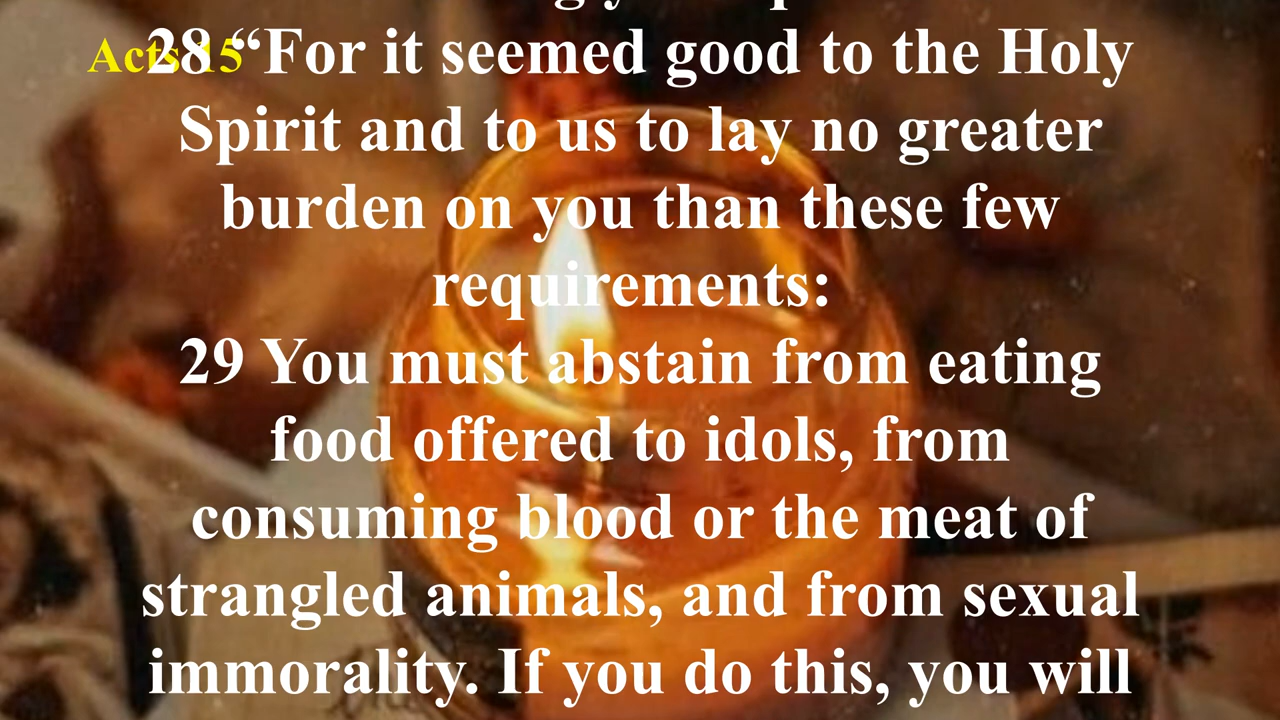 Acts 15
28 “For it seemed good to the Holy
Spirit and to us to lay no greater
burden on you than these few
requirements:
29 You must abstain from eating
food offered to idols, from
consuming blood or the meat of
strangled animals, and from sexual
immorality. If you do this, you will